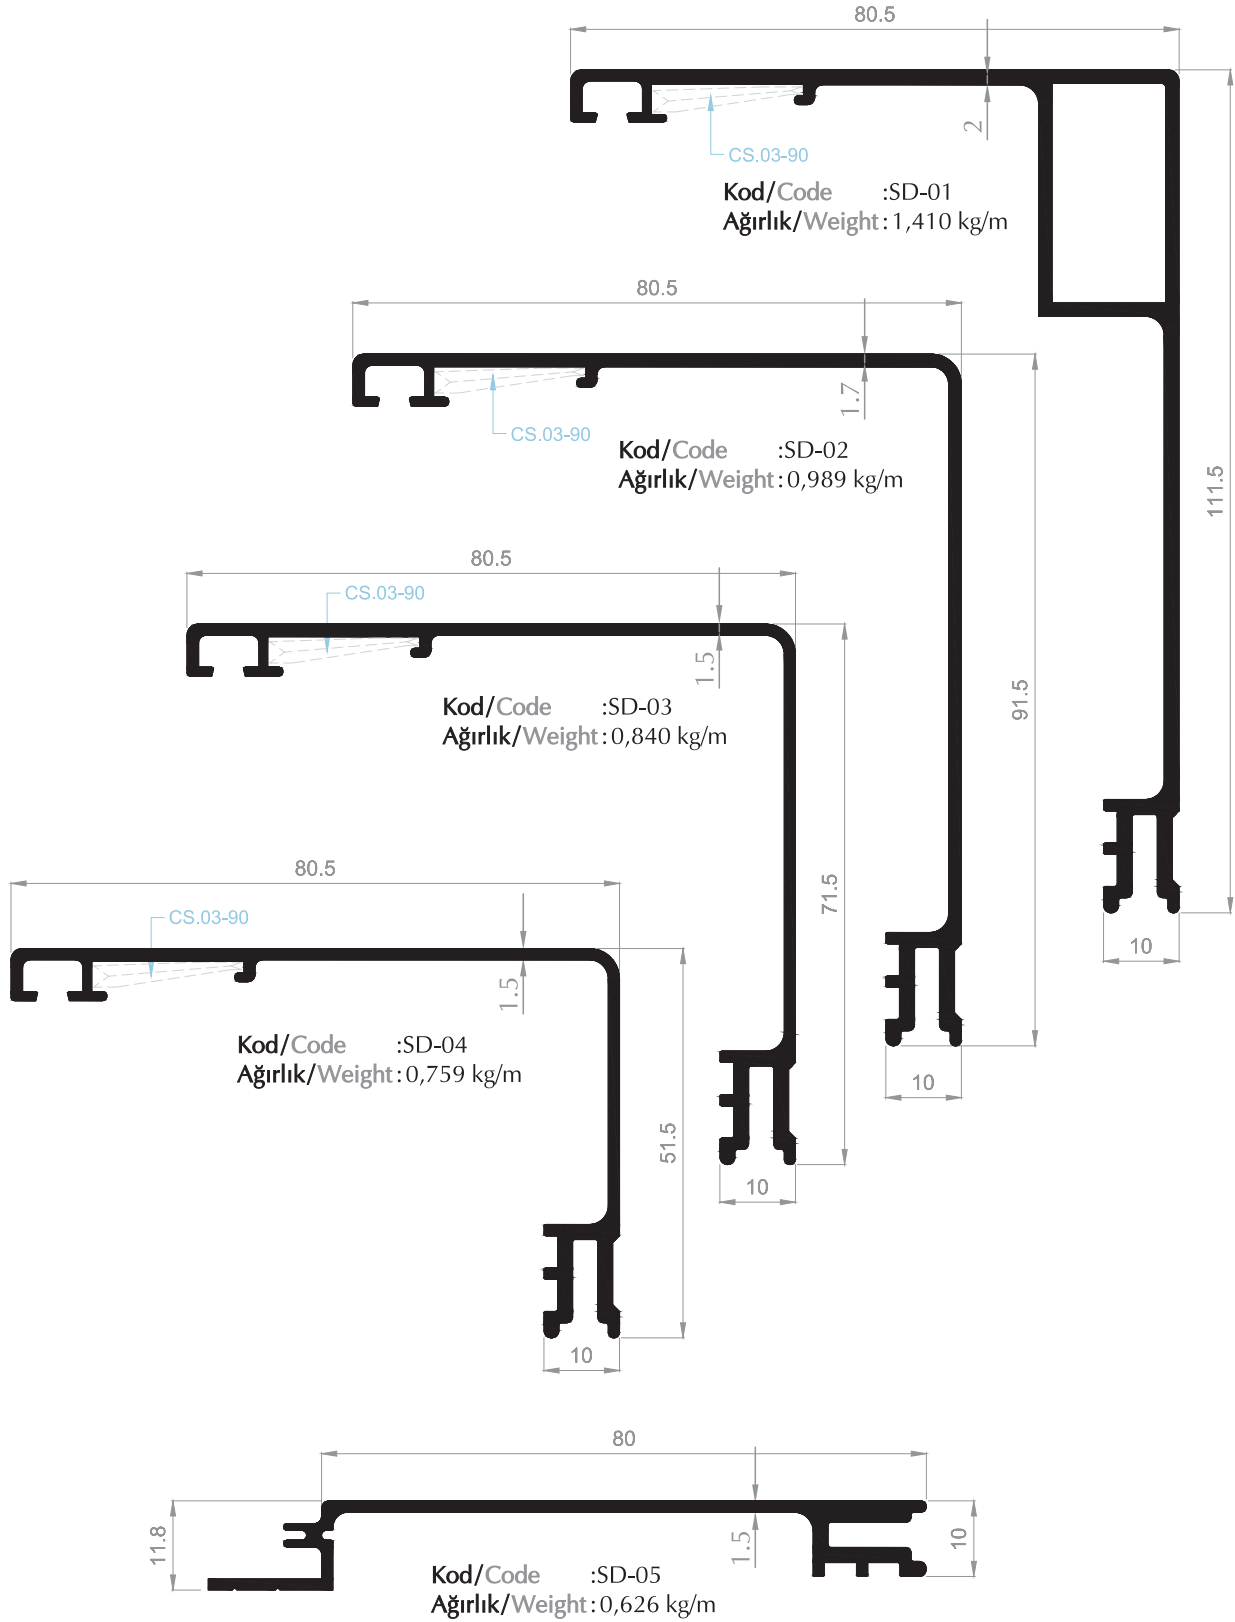 80.5
CS.03-90
2
Kod/Code :SD-01
Ağırlık/Weight : 1,410 kg/m
111.5
10
80.5
CS.03-90
1.7
Kod/Code :SD-02
Ağırlık/Weight : 0,989 kg/m
91.5
10
80.5
CS.03-90
1.5
Kod/Code :SD-03
Ağırlık/Weight : 0,840 kg/m
71.5
10
80.5
CS.03-90
1.5
Kod/Code :SD-04
Ağırlık/Weight : 0,759 kg/m
51.5
10
80
11.8
1.5
10
Kod/Code :SD-05
Ağırlık/Weight : 0,626 kg/m